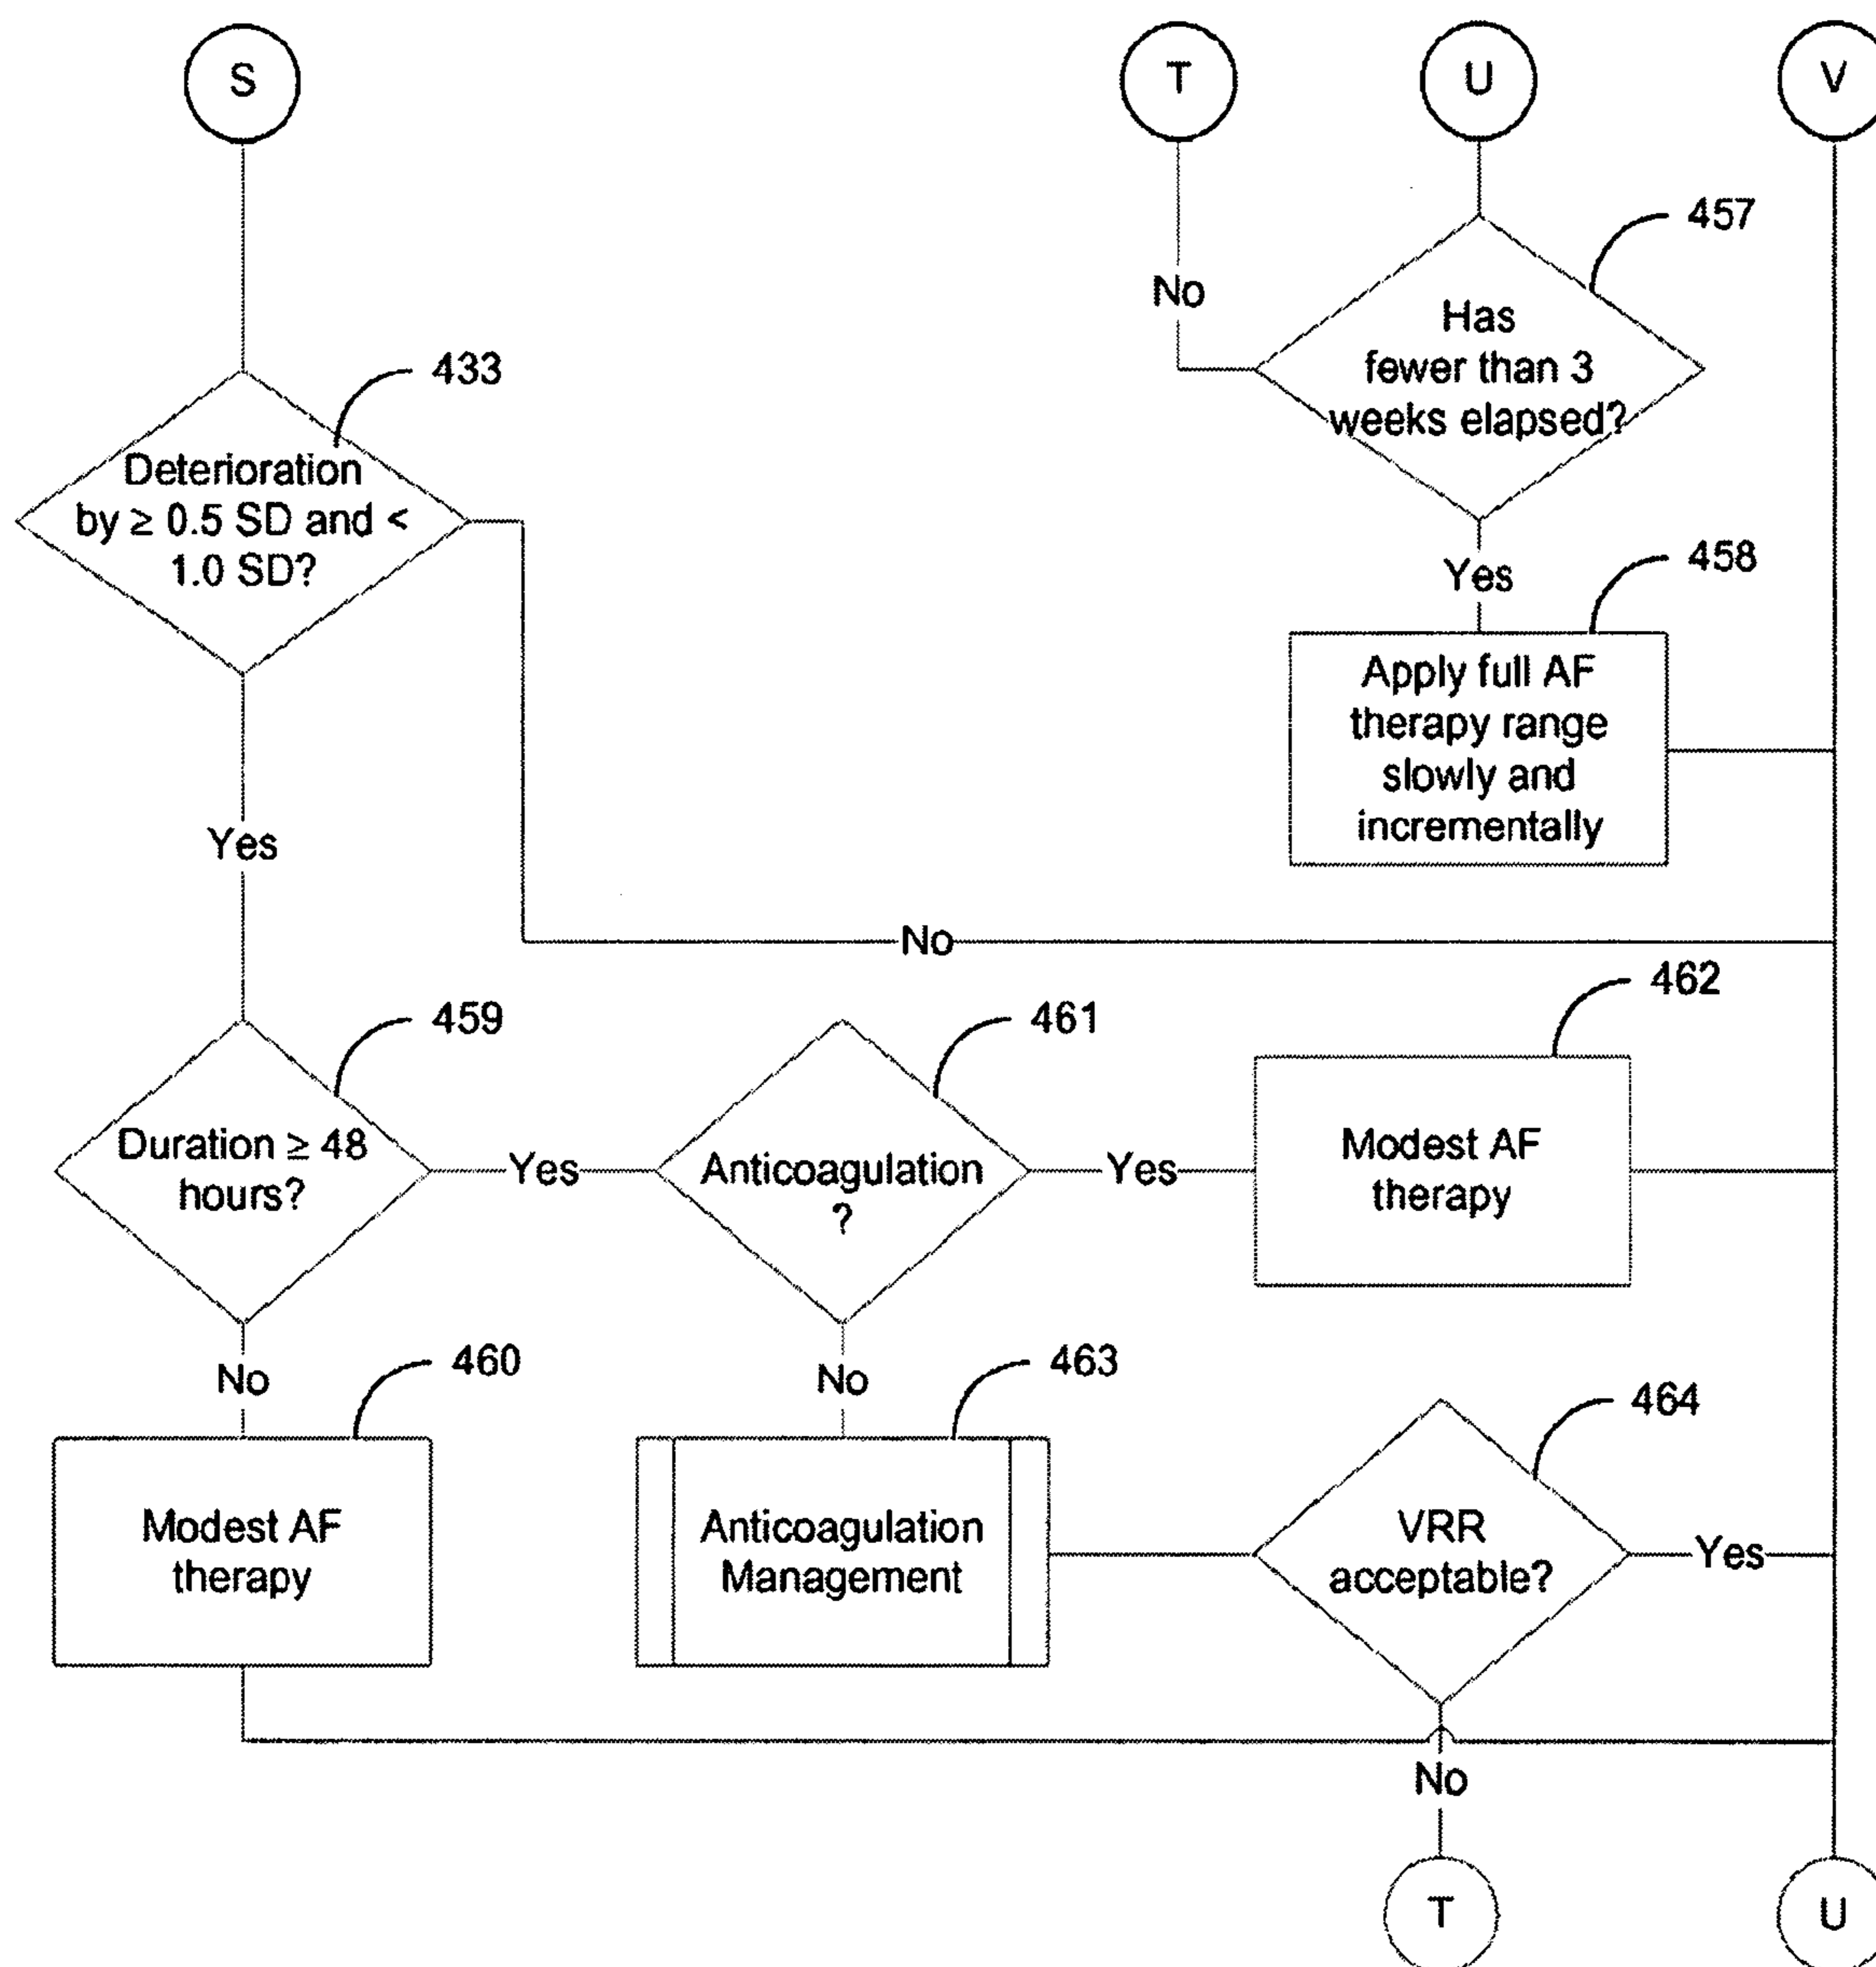 S
T
U
V
457
No
Has
fewer than 3
weeks elapsed?
433
Deterioration
by ≥ 0.5 SD and <
1.0 SD?
Yes
458
Apply full AF
therapy range
slowly and
incrementally
Yes
No
462
459
461
Duration ≥ 48
hours?
Yes
Anticoagulation
?
Yes
Modest AF
therapy
No
460
No
463
464
Modest AF
therapy
Anticoagulation
Management
VRR
acceptable?
Yes
No
T
U